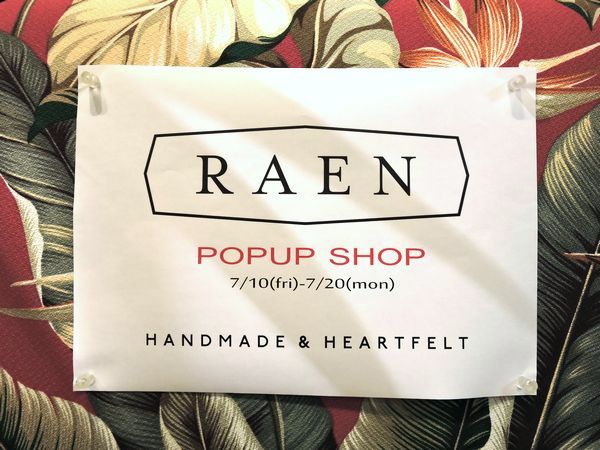 RAEN
POPUP SHOP
7/10(fri)-7/20(mon)
HANDMADE & HEARTFELT